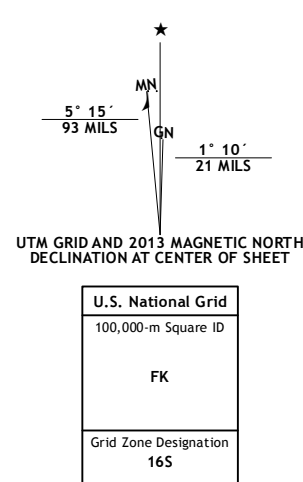 ★
MN.
5° 15´
93 MILS
GN
1° 10´
21 MILS
UTM GRID AND 2013 MAGNETIC NORTH
DECLINATION AT CENTER OF SHEET
U.S. National Grid
100,000-m Square ID
FK
Grid Zone Designation
16S